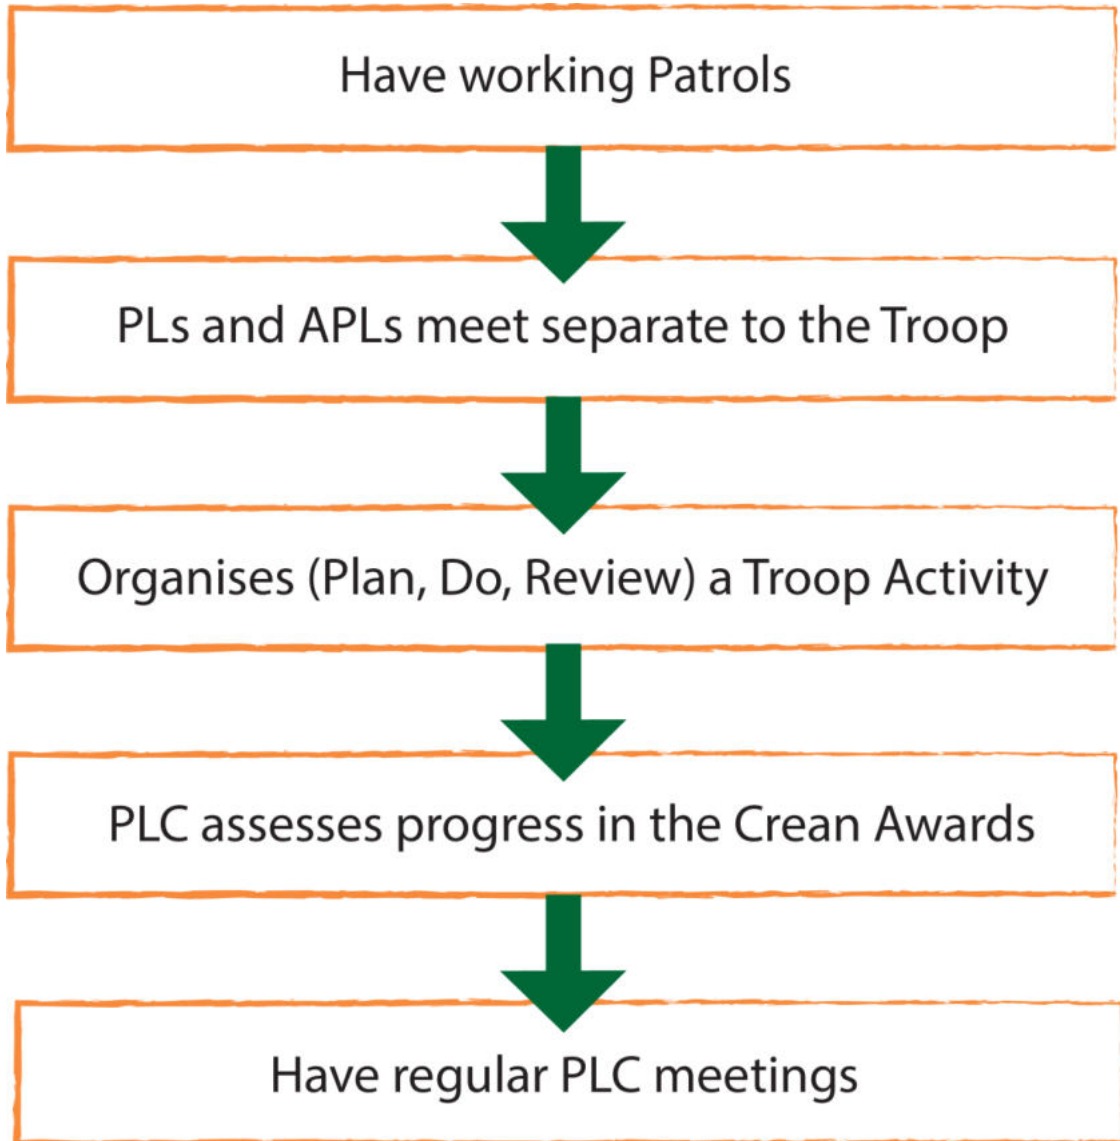 Have working Patrols
PLs and APLs meet separate to the Troop
Organises (Plan, Do, Review) a Troop Activity
PLC assesses progress in the Crean Awards
Have regular PLC meetings